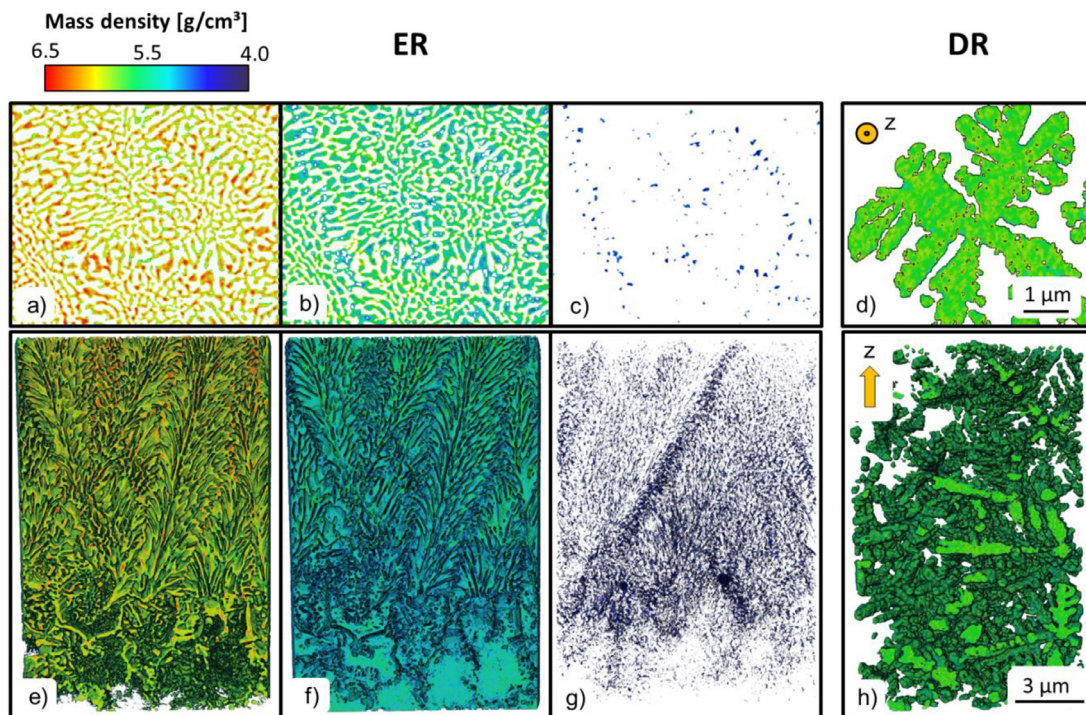 Mass density [g/cm³]
6.5 5.5 4.0
ER
DR
a)
b)
c)
z
d)
1 µm
e)
f)
g)
z
h)
3 µm